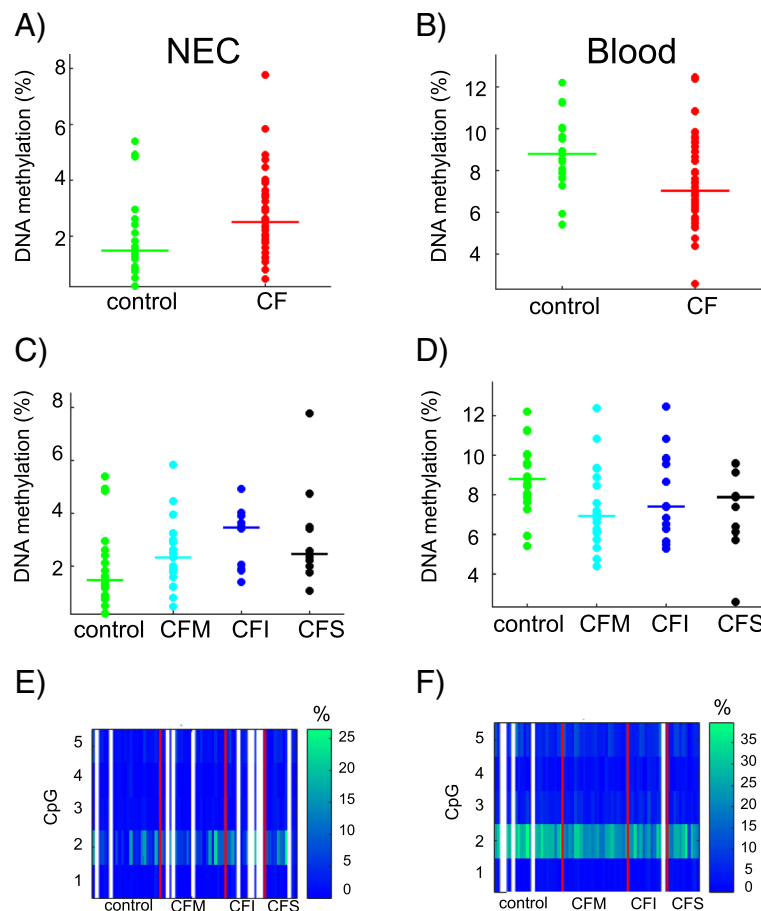 A)
NEC
DNA methylation (%)
8
6
4
2
control
CF
B)
Blood
DNA methylation (%)
12
10
8
6
4
control
CF
C)
DNA methylation (%)
8
6
4
2
control
CFM
CFI
CFS
D)
DNA methylation (%)
12
10
8
6
4
control
CFM
CFI
CFS
E)
CpG
5
4
3
2
1
control
CFM
CFI
CFS
%
25
20
15
10
5
0
F)
CpG
5
4
3
2
1
control
CFM
CFI
CFS
%
35
30
25
20
15
10
5
0